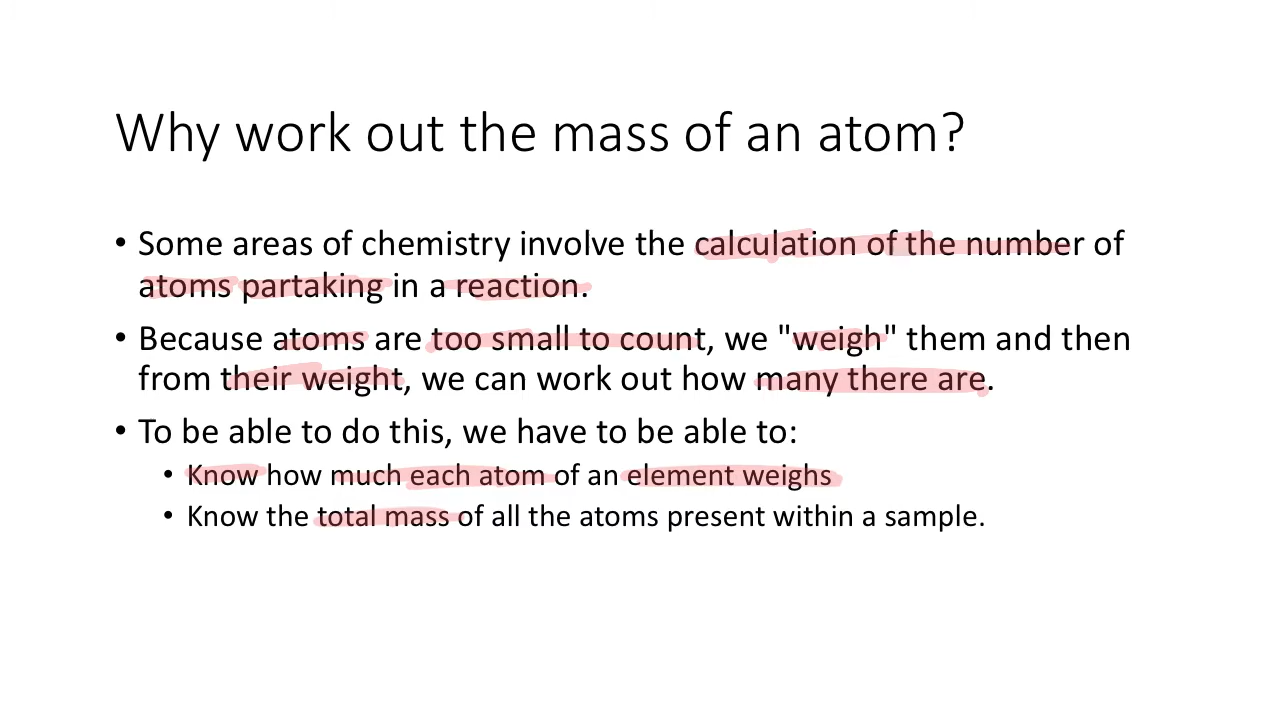 Why work out the mass of an atom?
• Some areas of chemistry involve the calculation of the number of
atoms partaking in a reaction.
• Because atoms are too small to count, we "weigh" them and then
from their weight, we can work out how many there are.
• To be able to do this, we have to be able to:
• Know how much each atom of an element weighs
• Know the total mass of all the atoms present within a sample.